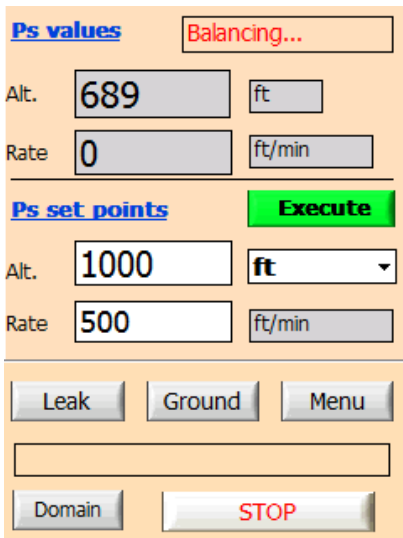 Ps values Balancing...
Alt. 689 ft
Rate 0 ft/min
Ps set points Execute
Alt. 1000 ft
Rate 500 ft/min
Leak Ground Menu
Domain STOP